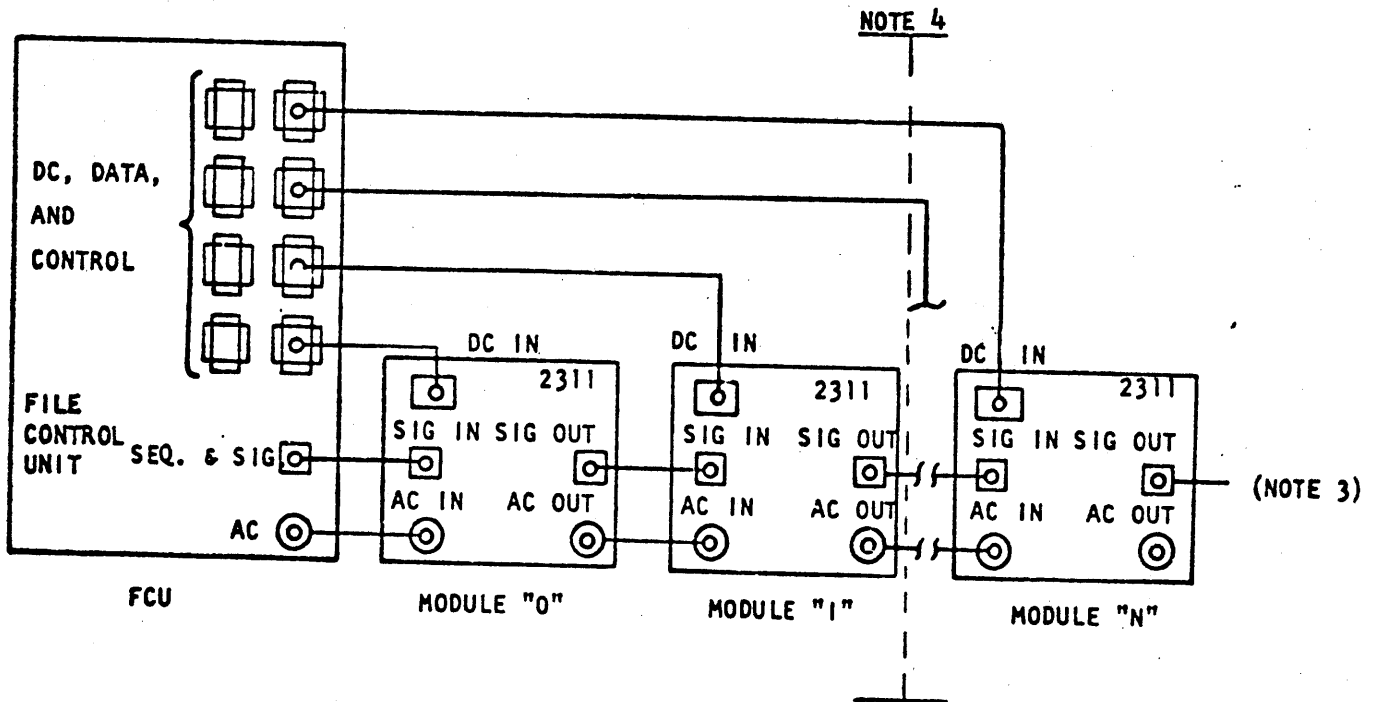 NOTE 4
DC, DATA,
AND
CONTROL
FILE
CONTROL
UNIT
SEQ. & SIG
AC
FCU
DC IN
2311
SIG IN SIG OUT
AC IN AC OUT
MODULE "0"
DC IN
2311
SIG IN SIG OUT
AC IN AC OUT
MODULE "1"
DC IN
2311
SIG IN SIG OUT
AC IN AC OUT
MODULE "N"
(NOTE 3)